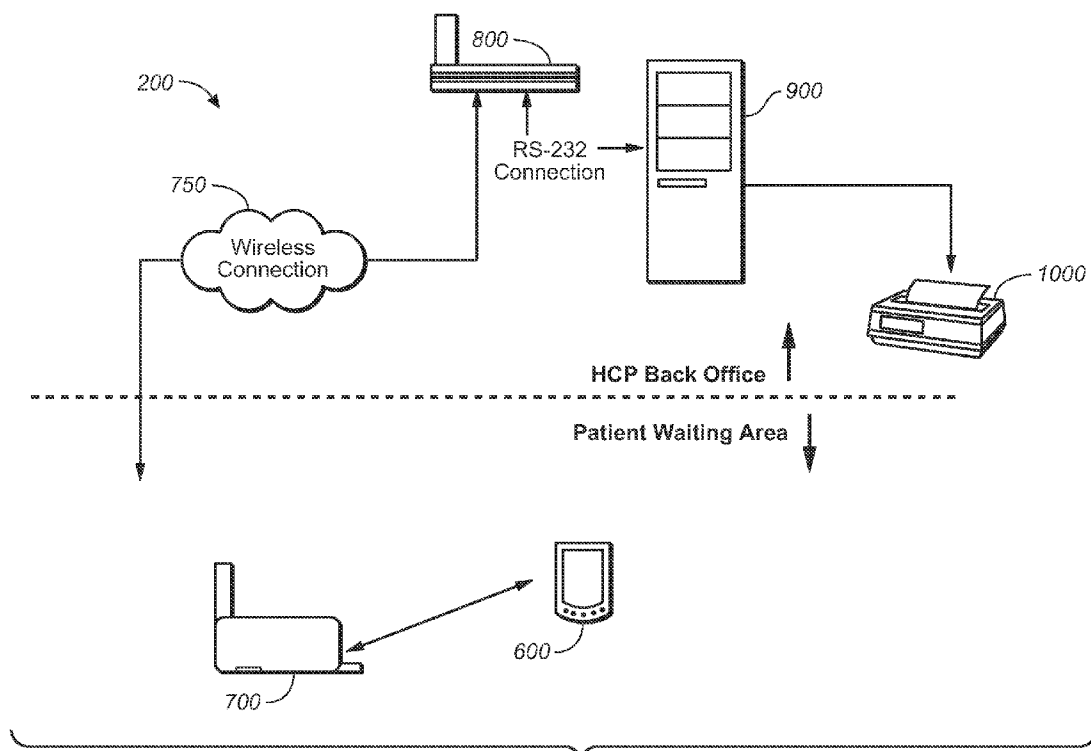 800
200
900
RS-232
Connection
750
Wireless
Connection
1000
HCP Back Office
Patient Waiting Area
600
700